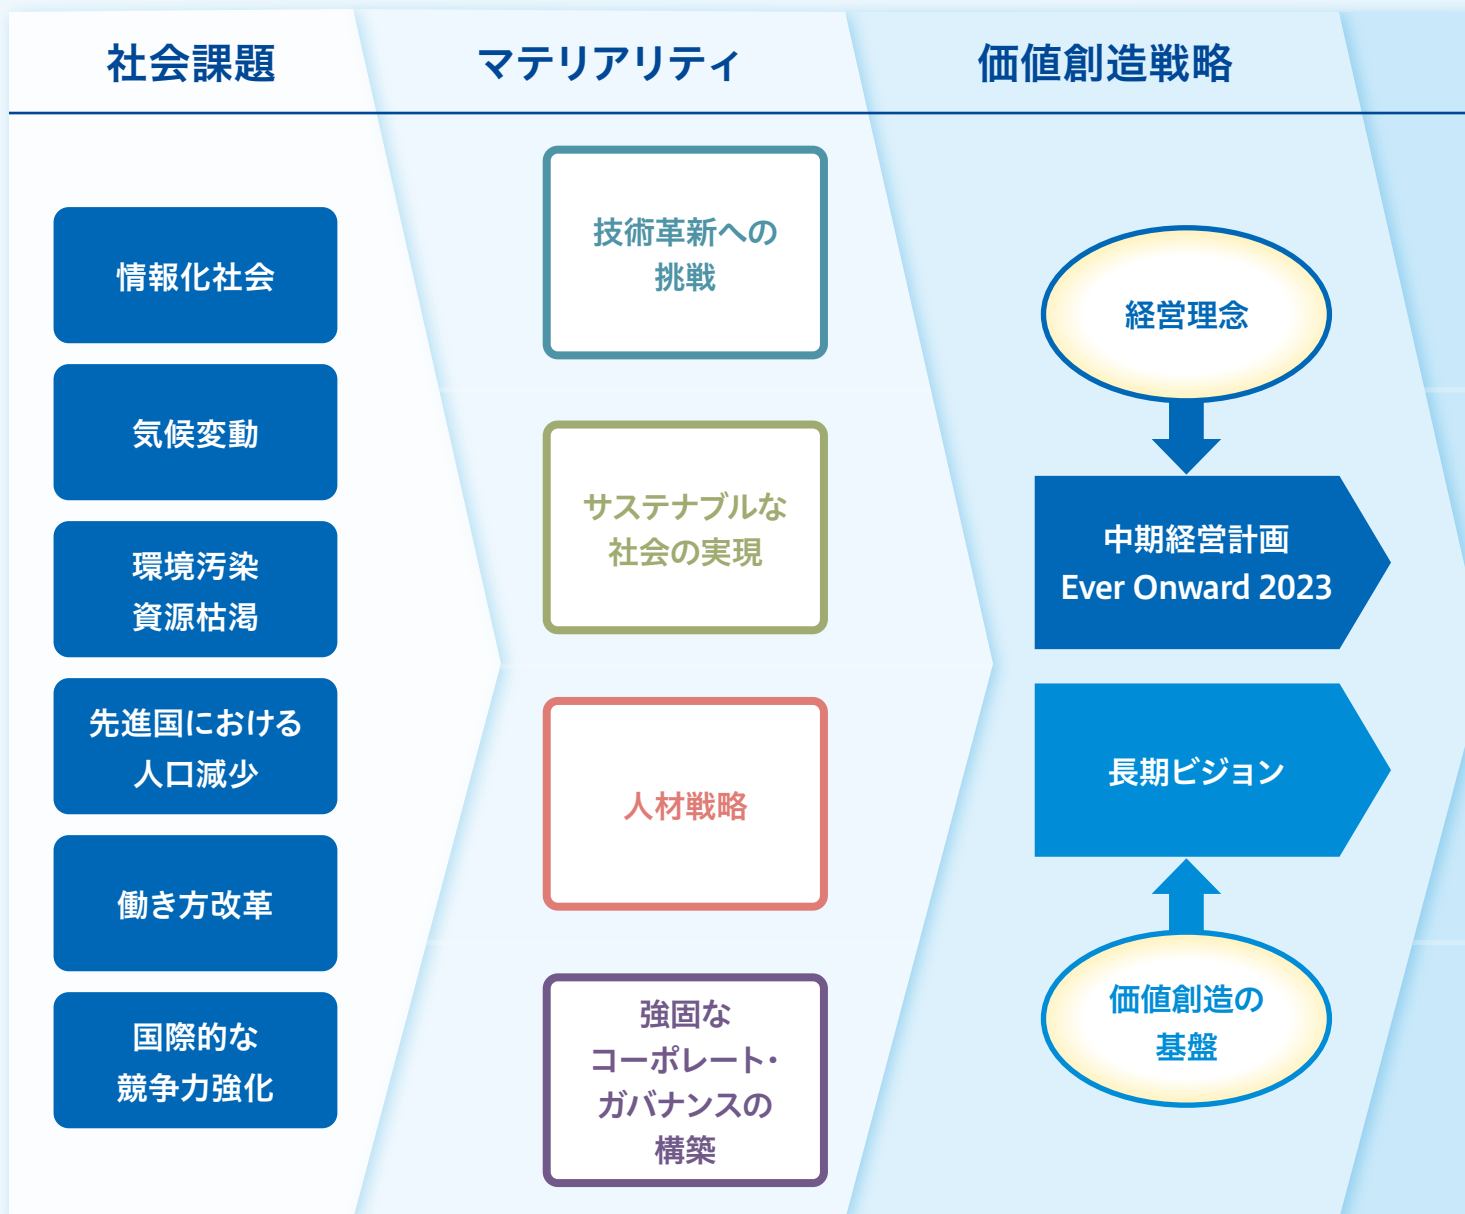 社会課題
マテリアリティ
価値創造戦略
情報化社会
気候変動
環境汚染
資源枯渇
先進国における
人口減少
働き方改革
国際的な
競争力強化
技術革新への
挑戦
サステナブルな
社会の実現
人材戦略
強固な
コーポレート・
ガバナンスの
構築
経営理念
中期経営計画
Ever Onward 2023
長期ビジョン
価値創造の
基盤